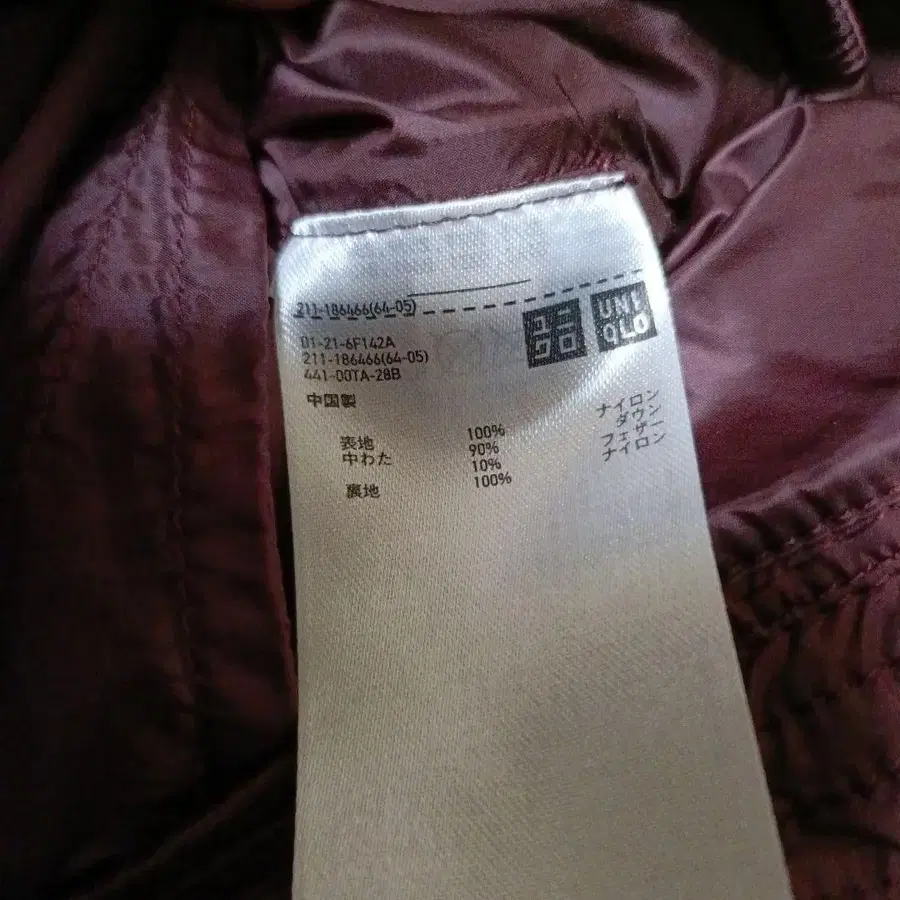 211-186466(64-05)
ユニ
クロ
UNI
QLO
01-21-6F142A
211-186466(64-05)
441-00TA-28B
中国製
表地 100% ナイロン
中わた 90% ダウン
10% フェザー
裏地 100% ナイロン